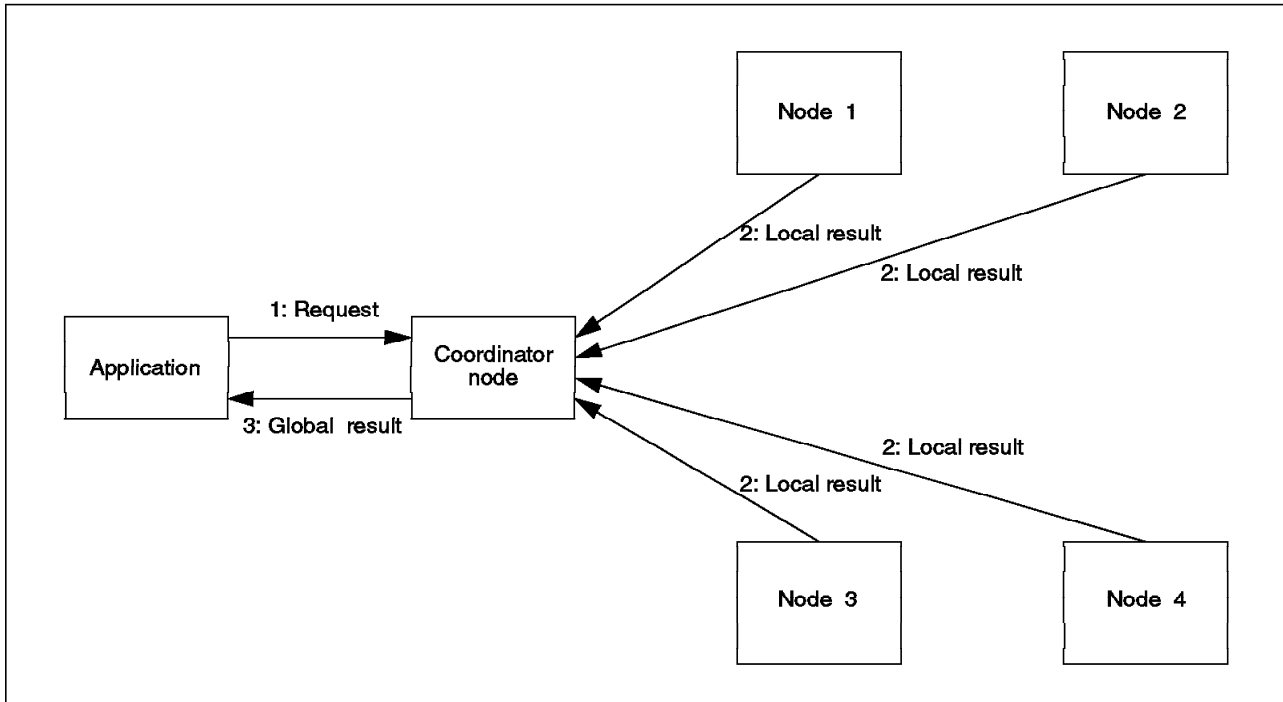 Node 1
Node 2
2: Local result
2: Local result
1: Request
Application
Coordinator
node
3: Global result
2: Local result
2: Local result
Node 3
Node 4